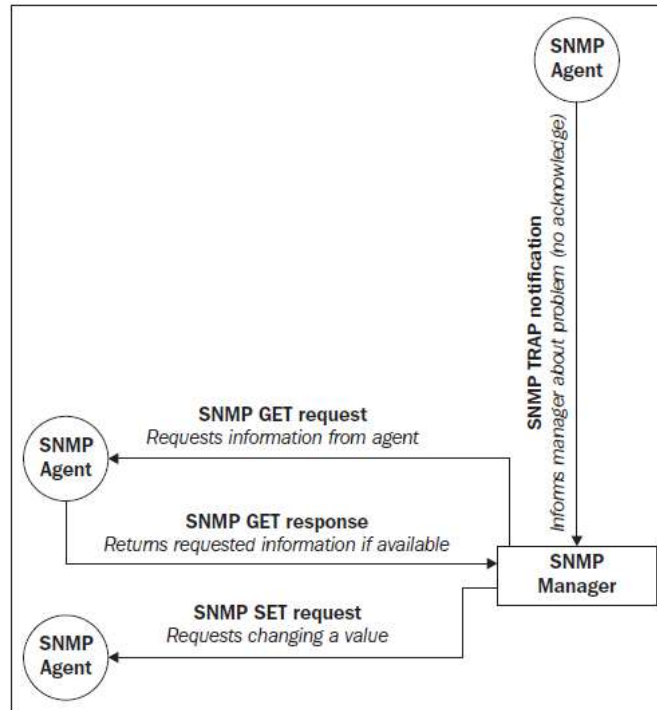 SNMP
Agent
SNMP TRAP notification
Informs manager about problem (no acknowledge)
SNMP GET request
Requests information from agent
SNMP
Agent
SNMP GET response
Returns requested information if available
SNMP
Manager
SNMP SET request
Requests changing a value
SNMP
Agent